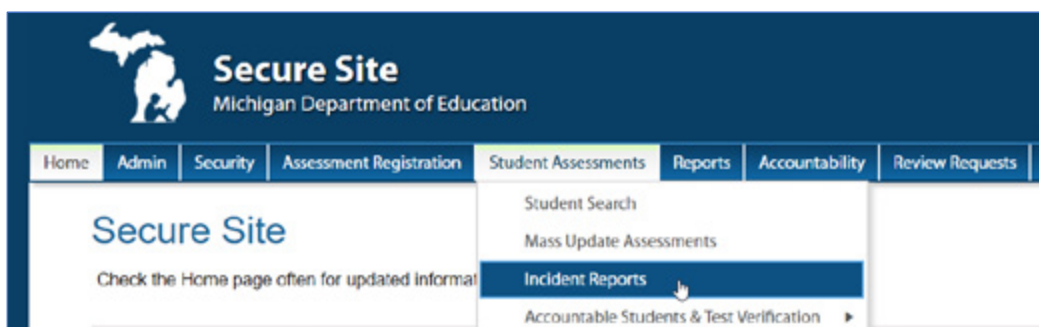 Secure Site
Michigan Department of Education
Home Admin Security Assessment Registration Student Assessments Reports Accountability Review Requests
Student Search
Secure Site
Mass Update Assessments
Check the Home page often for updated
Incident Reports
Accountable Students & Test Verification